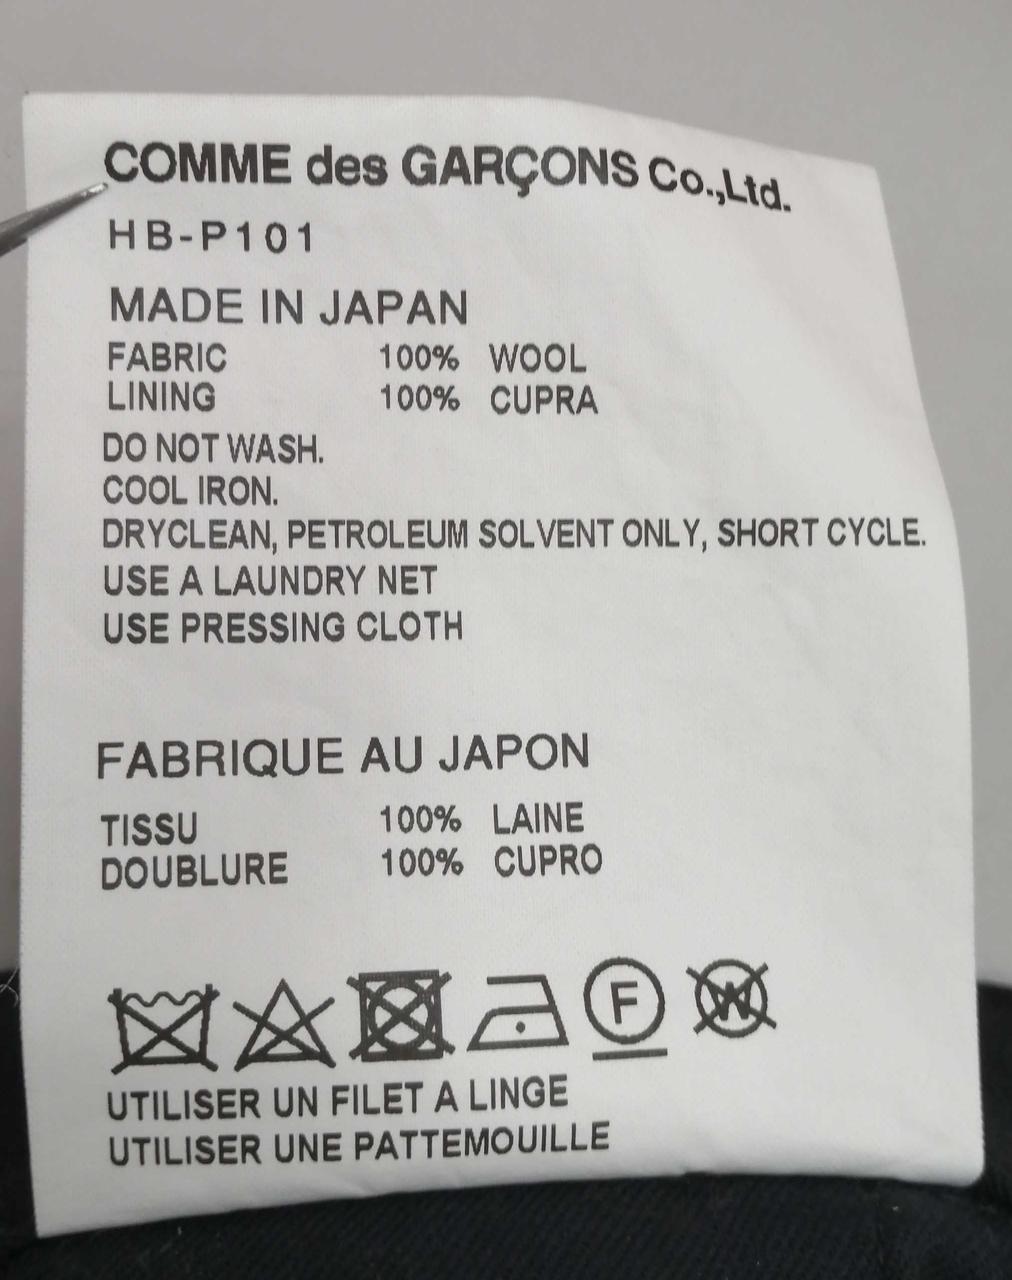 COMME des GARÇONS Co.,Ltd.
HB-P101
MADE IN JAPAN
FABRIC 100% WOOL
LINING 100% CUPRA
DO NOT WASH.
COOL IRON.
DRYCLEAN, PETROLEUM SOLVENT ONLY, SHORT CYCLE.
USE A LAUNDRY NET
USE PRESSING CLOTH
FABRIQUE AU JAPON
TISSU 100% LAINE
DOUBLURE 100% CUPRO
F W
UTILISER UN FILET A LINGE
UTILISER UNE PATTEMOUILLE